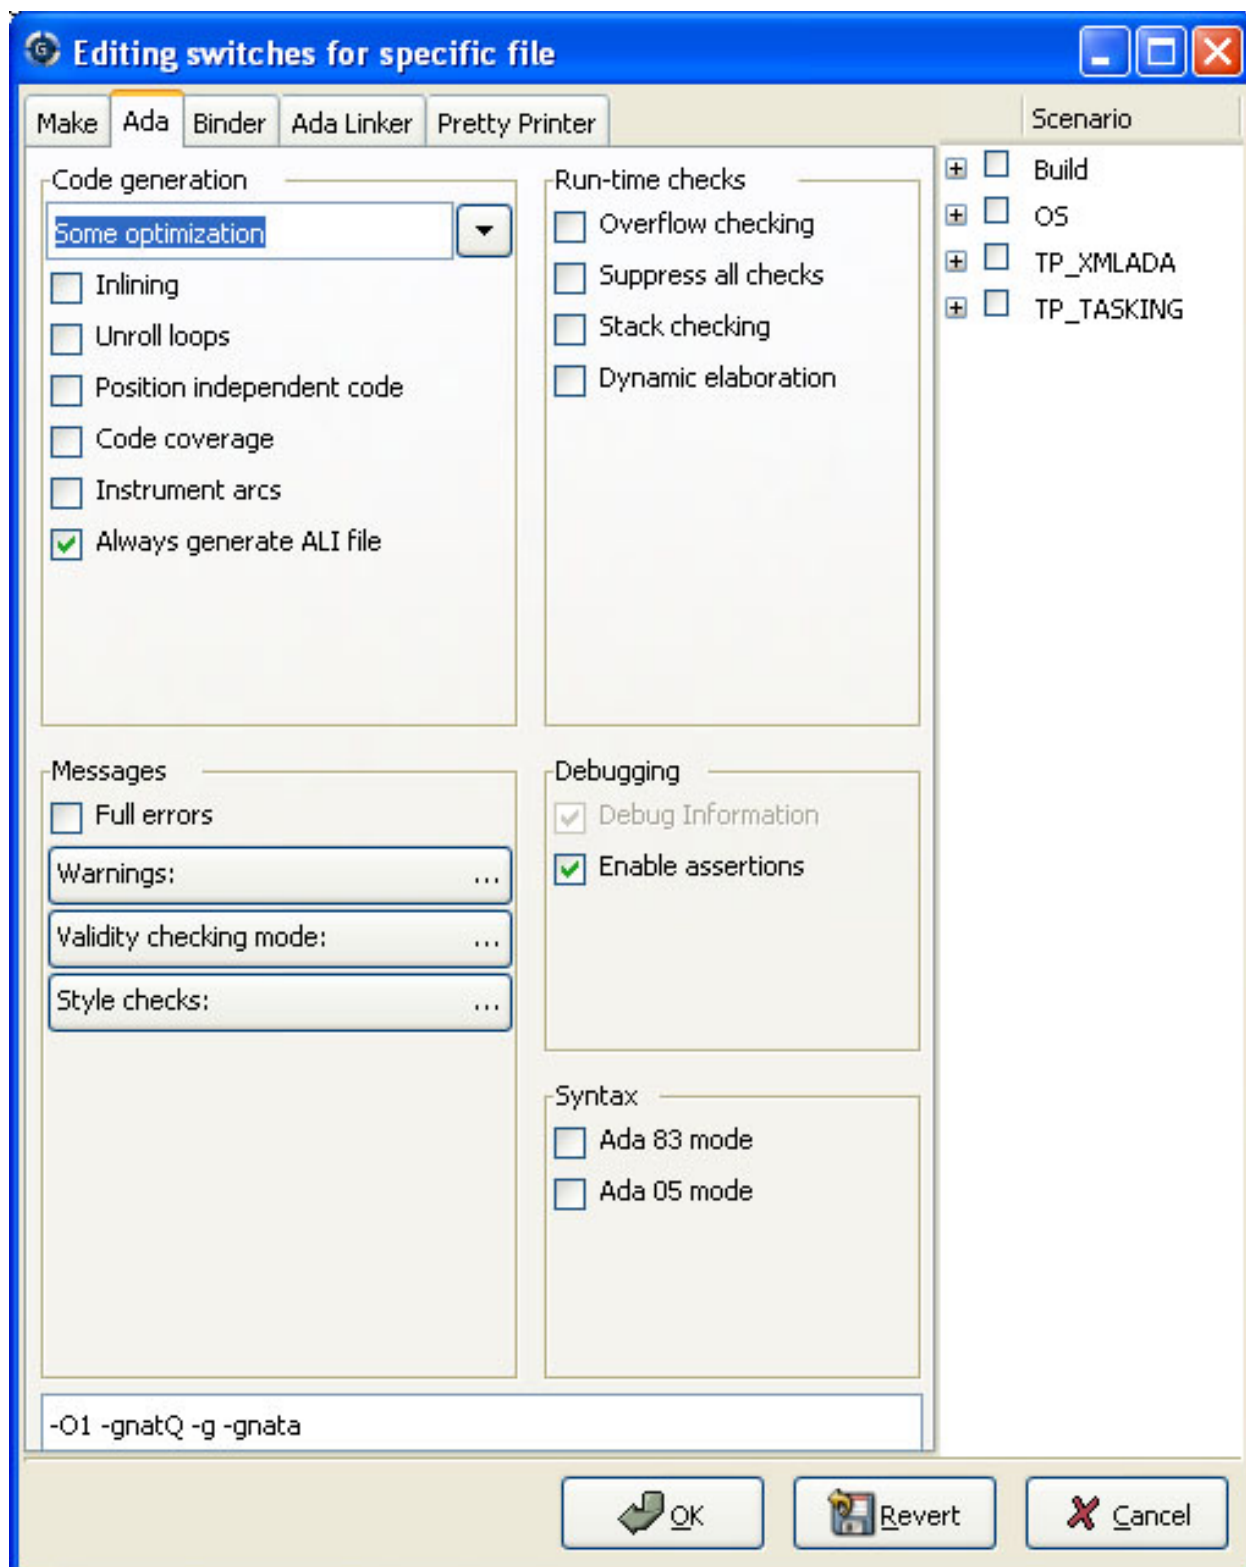 Editing switches for specific file
Make Ada Binder Ada Linker Pretty Printer
Scenario
Build
OS
TP_XMLADA
TP_TASKING
Code generation
Some optimization
Inlining
Unroll loops
Position independent code
Code coverage
Instrument arcs
Always generate ALI file
Run-time checks
Overflow checking
Suppress all checks
Stack checking
Dynamic elaboration
Messages
Full errors
Warnings: ...
Validity checking mode: ...
Style checks: ...
Debugging
Debug Information
Enable assertions
Syntax
Ada 83 mode
Ada 05 mode
-O1 -gnatQ -g -gnata
OK Revert Cancel